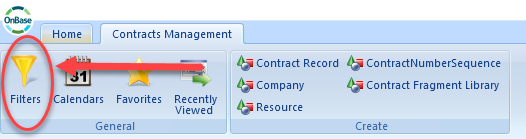 OnBase
Home
Contracts Management
31
Filters
Calendars
Favorites
Recently
Viewed
General
Contract Record
ContractNumberSequence
Company
Contract Fragment Library
Resource
Create